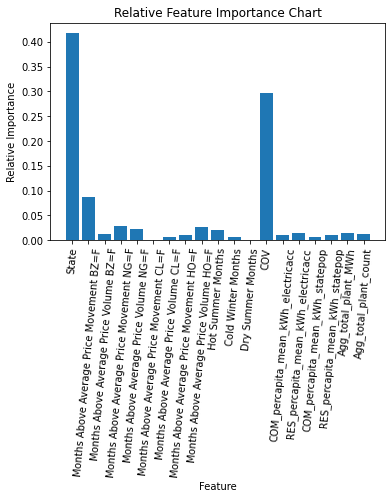 Relative Feature Importance Chart
Relative Importance
0.40
0.35
0.30
0.25
0.20
0.15
0.10
0.05
0.00
State
Months Above Average Price Movement BZ=F
Months Above Average Price Volume BZ=F
Months Above Average Price Movement NG=F
Months Above Average Price Volume NG=F
Months Above Average Price Movement CL=F
Months Above Average Price Volume CL=F
Months Above Average Price Movement HO=F
Months Above Average Price Volume HO=F
Hot Summer Months
Cold Winter Months
Dry Summer Months
COV
COM_percapita_mean_kWh_electricacc
RES_percapita_mean_kWh_electricacc
COM_percapita_mean_kWh_statepop
RES_percapita_mean_kWh_statepop
Agg_total_plant_MWh
Agg_total_plant_count
Feature